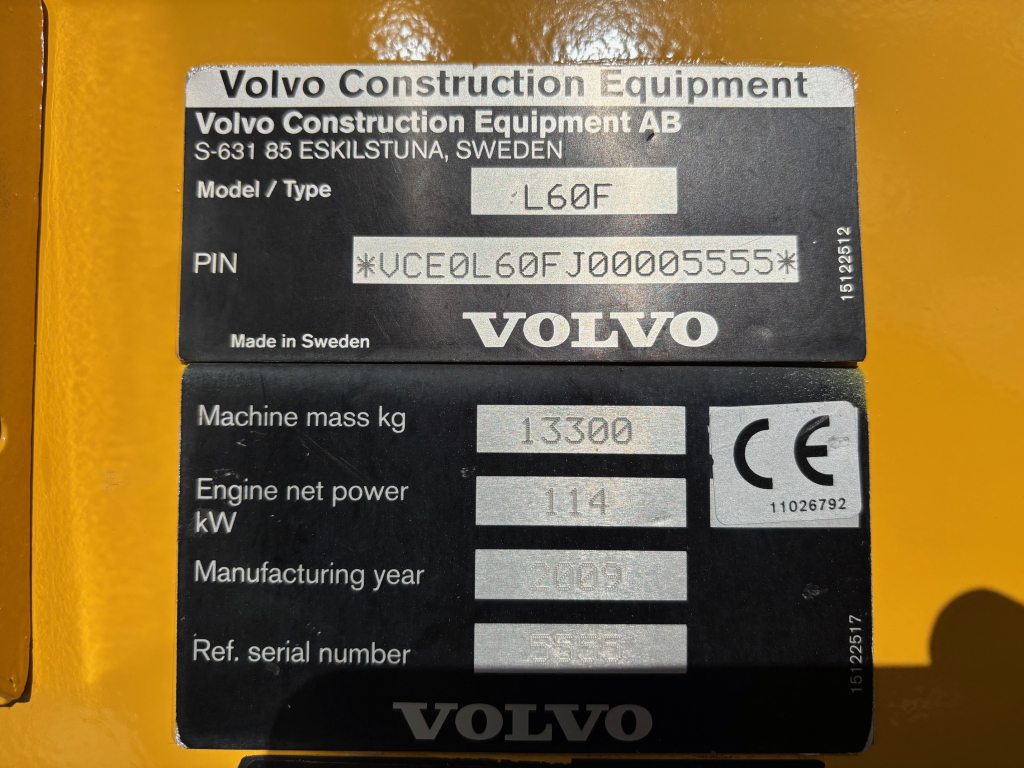 Volvo Construction Equipment
Volvo Construction Equipment AB
S-631 85 ESKILSTUNA, SWEDEN
Model / Type L60F
PIN *VCE0L60FJ00005555*
15122512
Made in Sweden VOLVO
Machine mass kg 13300
CE
11026792
Engine net power 114
kW
Manufacturing year 2009
Ref. serial number 5555
15122517
VOLVO